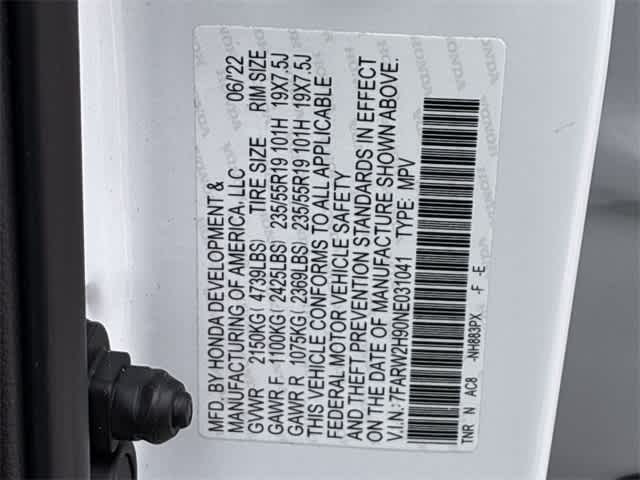 MFD. BY HONDA DEVELOPMENT &
MANUFACTURING OF AMERICA, LLC 06/'22
GVWR 2150KG( 4739LBS) TIRE SIZE RIM SIZE
GAWR F 1100KG( 2425LBS) 235/55R19 101H 19X7.5J
GAWR R 1075KG( 2369LBS) 235/55R19 101H 19X7.5J
THIS VEHICLE CONFORMS TO ALL APPLICABLE
FEDERAL MOTOR VEHICLE SAFETY
AND THEFT PREVENTION STANDARDS IN EFFECT
ON THE DATE OF MANUFACTURE SHOWN ABOVE.
V.I.N.: 7FARW2H90NE031041 TYPE: MPV
TNR N AC8 -NH883PX -F -E